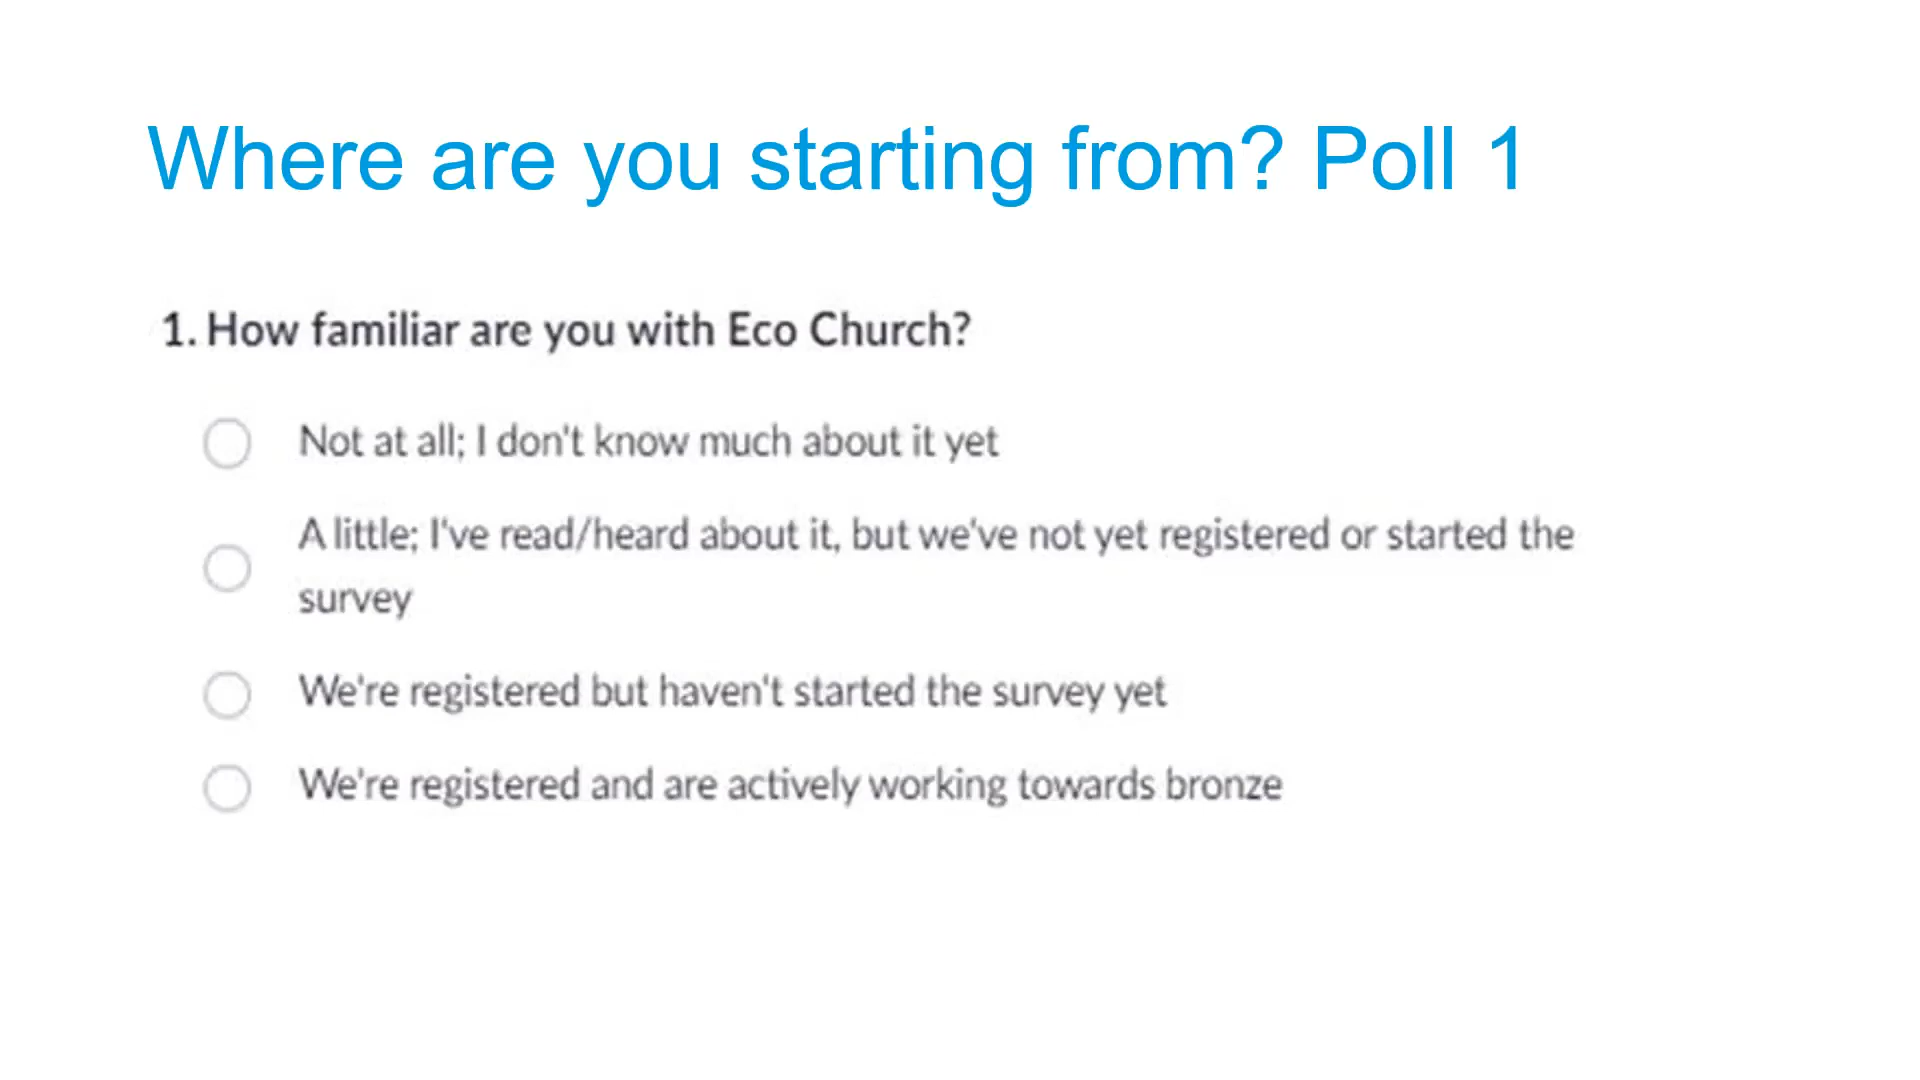 Where are you starting from? Poll 1
1. How familiar are you with Eco Church?
Not at all; I don't know much about it yet
A little; I've read/heard about it, but we've not yet registered or started the
survey
We're registered but haven't started the survey yet
We're registered and are actively working towards bronze